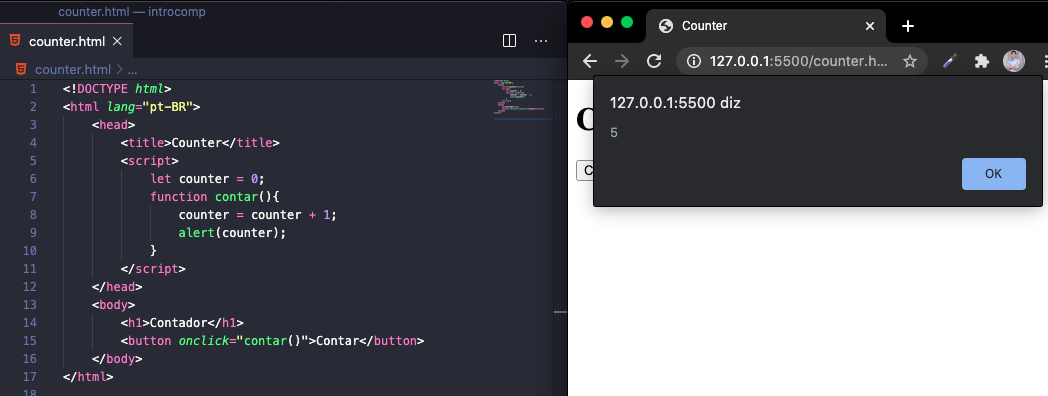 counter.html — introcomp
counter.html
counter.html > ...
1 <!DOCTYPE html>
2 <html lang="pt-BR">
3 <head>
4 <title>Counter</title>
5 <script>
6 let counter = 0;
7 function contar(){
8 counter = counter + 1;
9 alert(counter);
10 }
11 </script>
12 </head>
13 <body>
14 <h1>Contador</h1>
15 <button onclick="contar()">Contar</button>
16 </body>
17 </html>
18
Counter
127.0.0.1:5500/counter.h...
127.0.0.1:5500 diz
5
OK
C
C